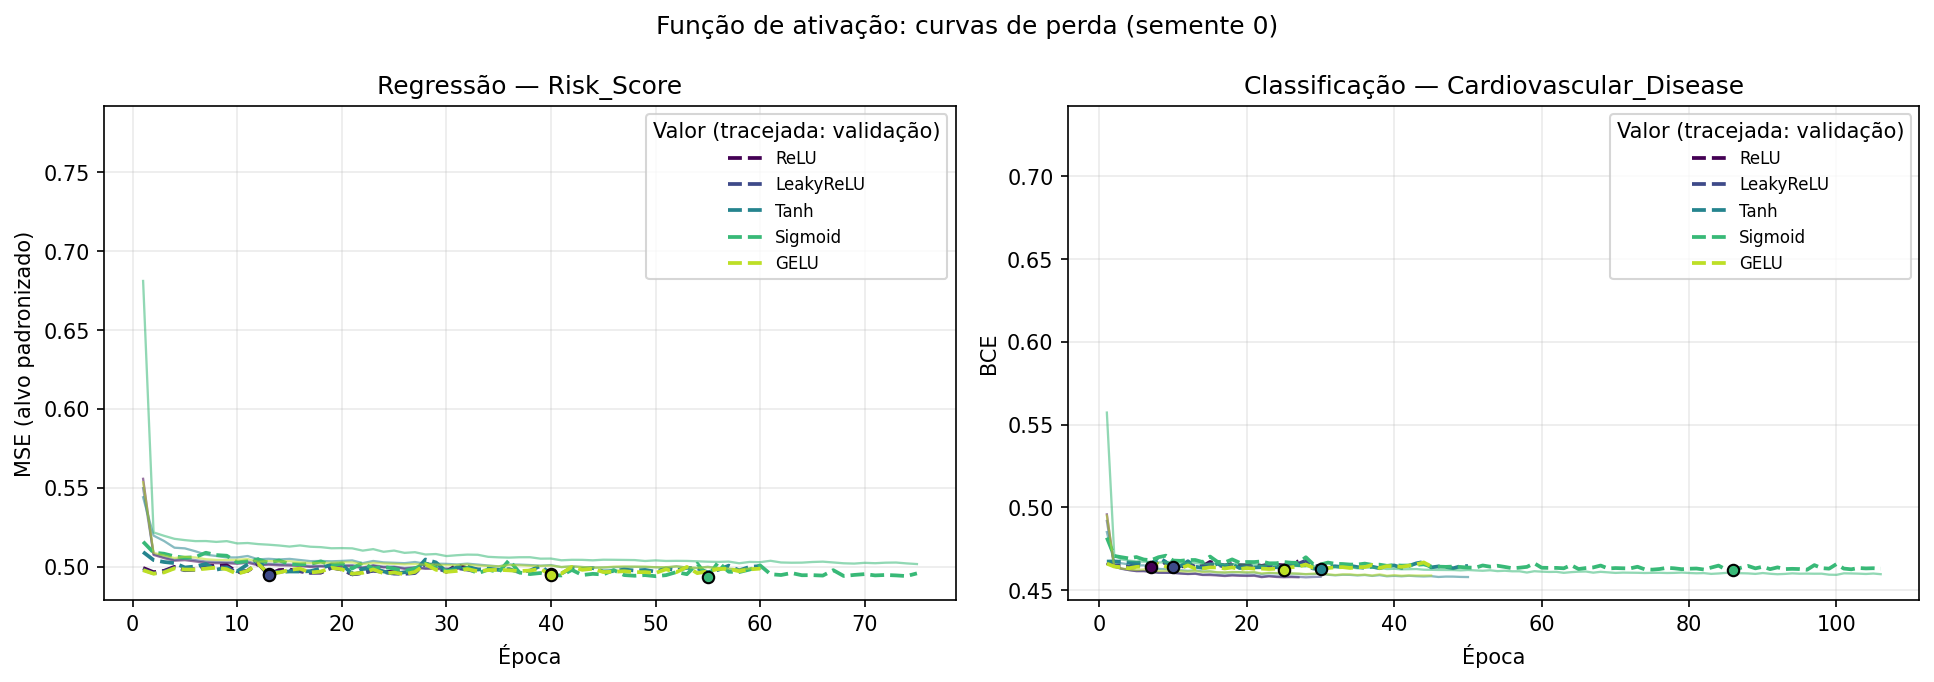 Função de ativação: curvas de perda (semente 0)
Regressão — Risk_Score
MSE (alvo padronizado)
0.75
0.70
0.65
0.60
0.55
0.50
Valor (tracejada: validação)
ReLU
LeakyReLU
Tanh
Sigmoid
GELU
0 10 20 30 40 50 60 70
Época
Classificação — Cardiovascular_Disease
BCE
0.70
0.65
0.60
0.55
0.50
0.45
Valor (tracejada: validação)
ReLU
LeakyReLU
Tanh
Sigmoid
GELU
0 20 40 60 80 100
Época